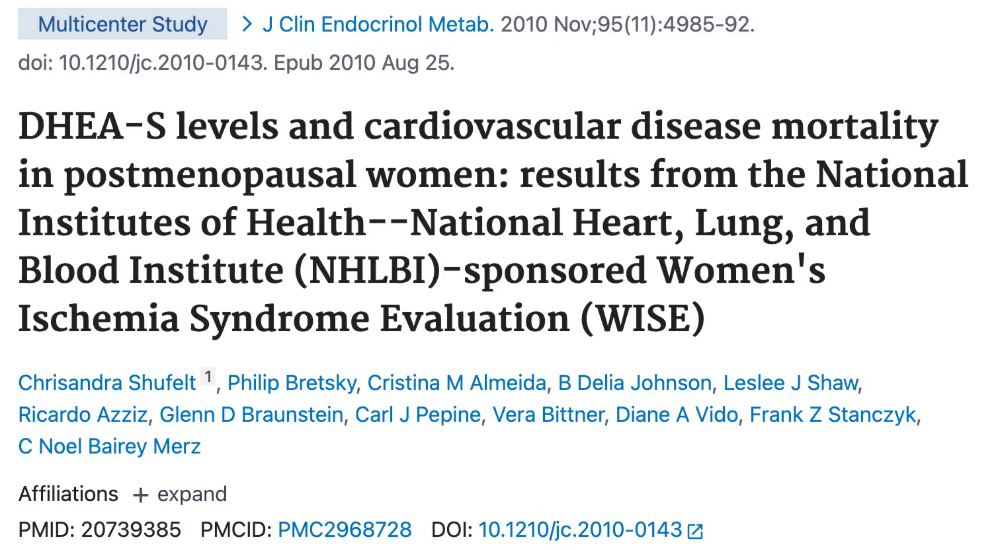 Multicenter Study > J Clin Endocrinol Metab. 2010 Nov;95(11):4985-92.
doi: 10.1210/jc.2010-0143. Epub 2010 Aug 25.
DHEA-S levels and cardiovascular disease mortality
in postmenopausal women: results from the National
Institutes of Health--National Heart, Lung, and
Blood Institute (NHLBI)-sponsored Women's
Ischemia Syndrome Evaluation (WISE)
Chrisandra Shufelt 1, Philip Bretsky, Cristina M Almeida, B Delia Johnson, Leslee J Shaw,
Ricardo Azziz, Glenn D Braunstein, Carl J Pepine, Vera Bittner, Diane A Vido, Frank Z Stanczyk,
C Noel Bairey Merz
Affiliations + expand
PMID: 20739385 PMCID: PMC2968728 DOI: 10.1210/jc.2010-0143